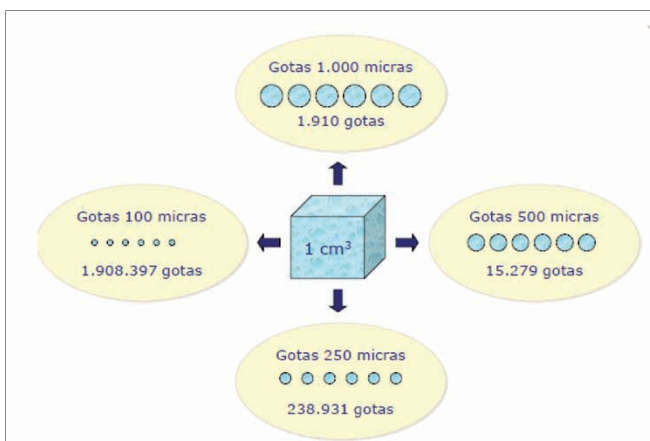 Gotas 1.000 micras
1.910 gotas
Gotas 100 micras
1.908.397 gotas
1 cm³
Gotas 500 micras
15.279 gotas
Gotas 250 micras
238.931 gotas